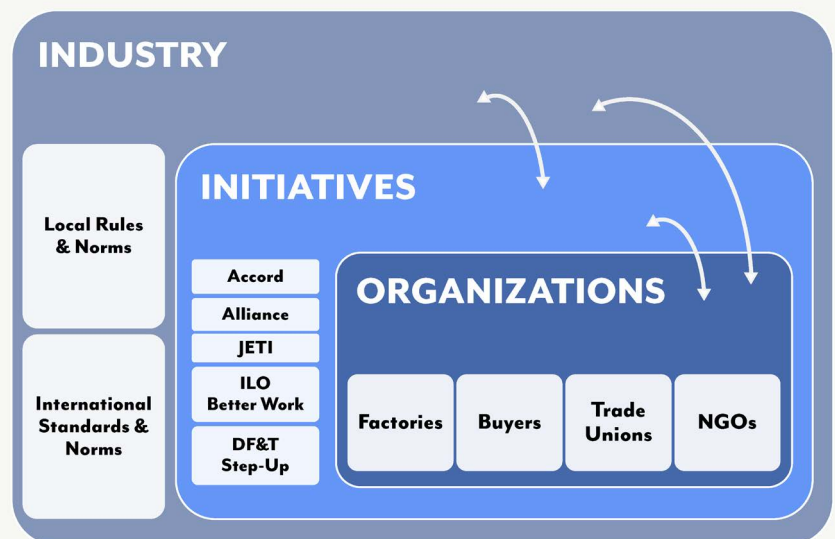 INDUSTRY
Local Rules
& Norms
International
Standards &
Norms
INITIATIVES
Accord
Alliance
JETI
ILO
Better Work
DF&T
Step-Up
ORGANIZATIONS
Factories
Buyers
Trade
Unions
NGOs